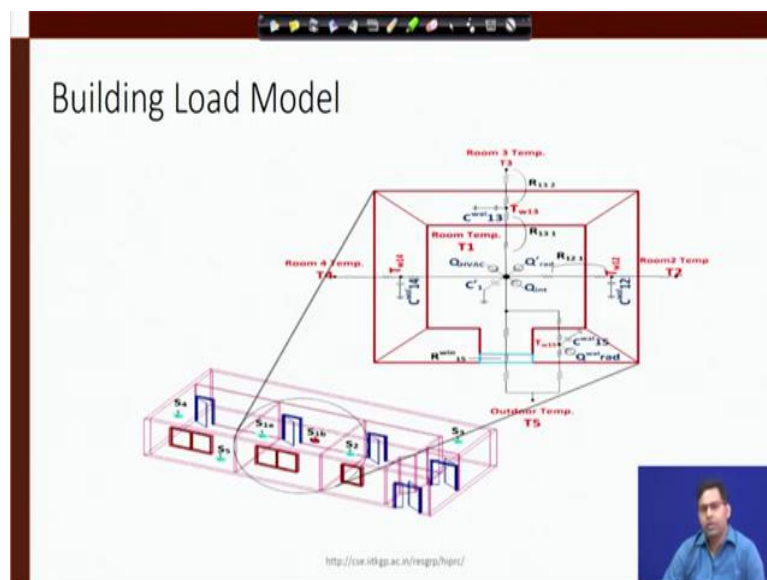 Building Load Model
Room 3 Temp.
T3
R13 2
Tw13
Cwal13
Room Temp.
T1
R13 1
Room 4 Temp.
T4
Tw14
Cwal14
QHVAC
Q'rad
R12 1
Tw12
Room2 Temp
T2
C'1
Qint
Cwal12
Tw15
Cwal15
Rwin15
Qwalrad
Outdoor Temp.
T5
S4
S1a
S1b
S2
S3
S5
http://cse.iitkgp.ac.in/resgrp/hiprc/